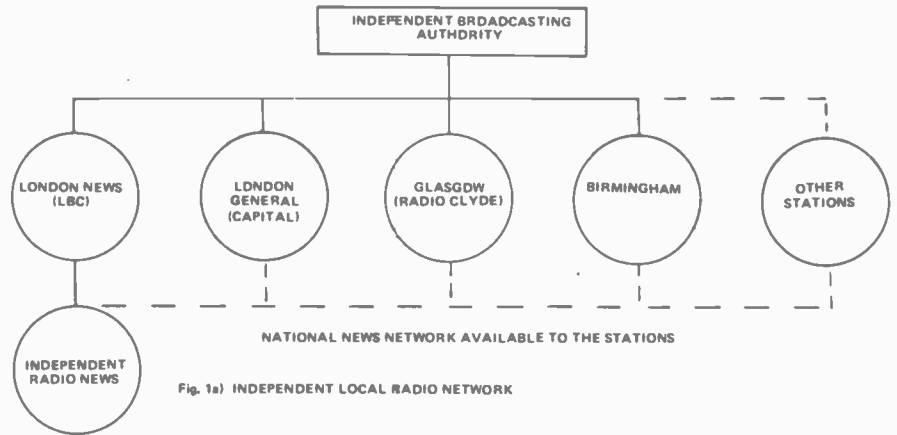 INDEPENDENT BROADCASTING
AUTHORITY
LONDON NEWS
(LBC)
LONDON
GENERAL
(CAPITAL)
GLASGOW
(RADIO CLYDE)
BIRMINGHAM
OTHER
STATIONS
NATIONAL NEWS NETWORK AVAILABLE TO THE STATIONS
INDEPENDENT
RADIO NEWS
Fig. 1a) INDEPENDENT LOCAL RADIO NETWORK